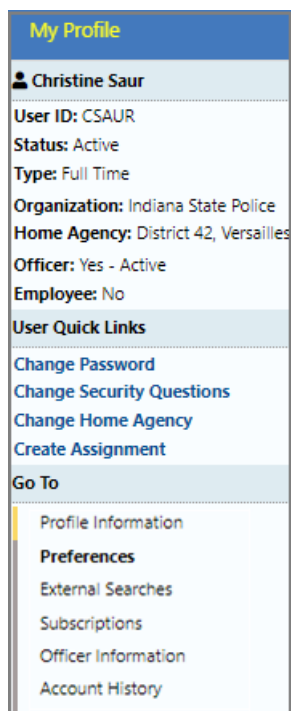 My Profile
Christine Saur
User ID: CSAUR
Status: Active
Type: Full Time
Organization: Indiana State Police
Home Agency: District 42, Versailles
Officer: Yes - Active
Employee: No
User Quick Links
Change Password
Change Security Questions
Change Home Agency
Create Assignment
Go To
Profile Information
Preferences
External Searches
Subscriptions
Officer Information
Account History